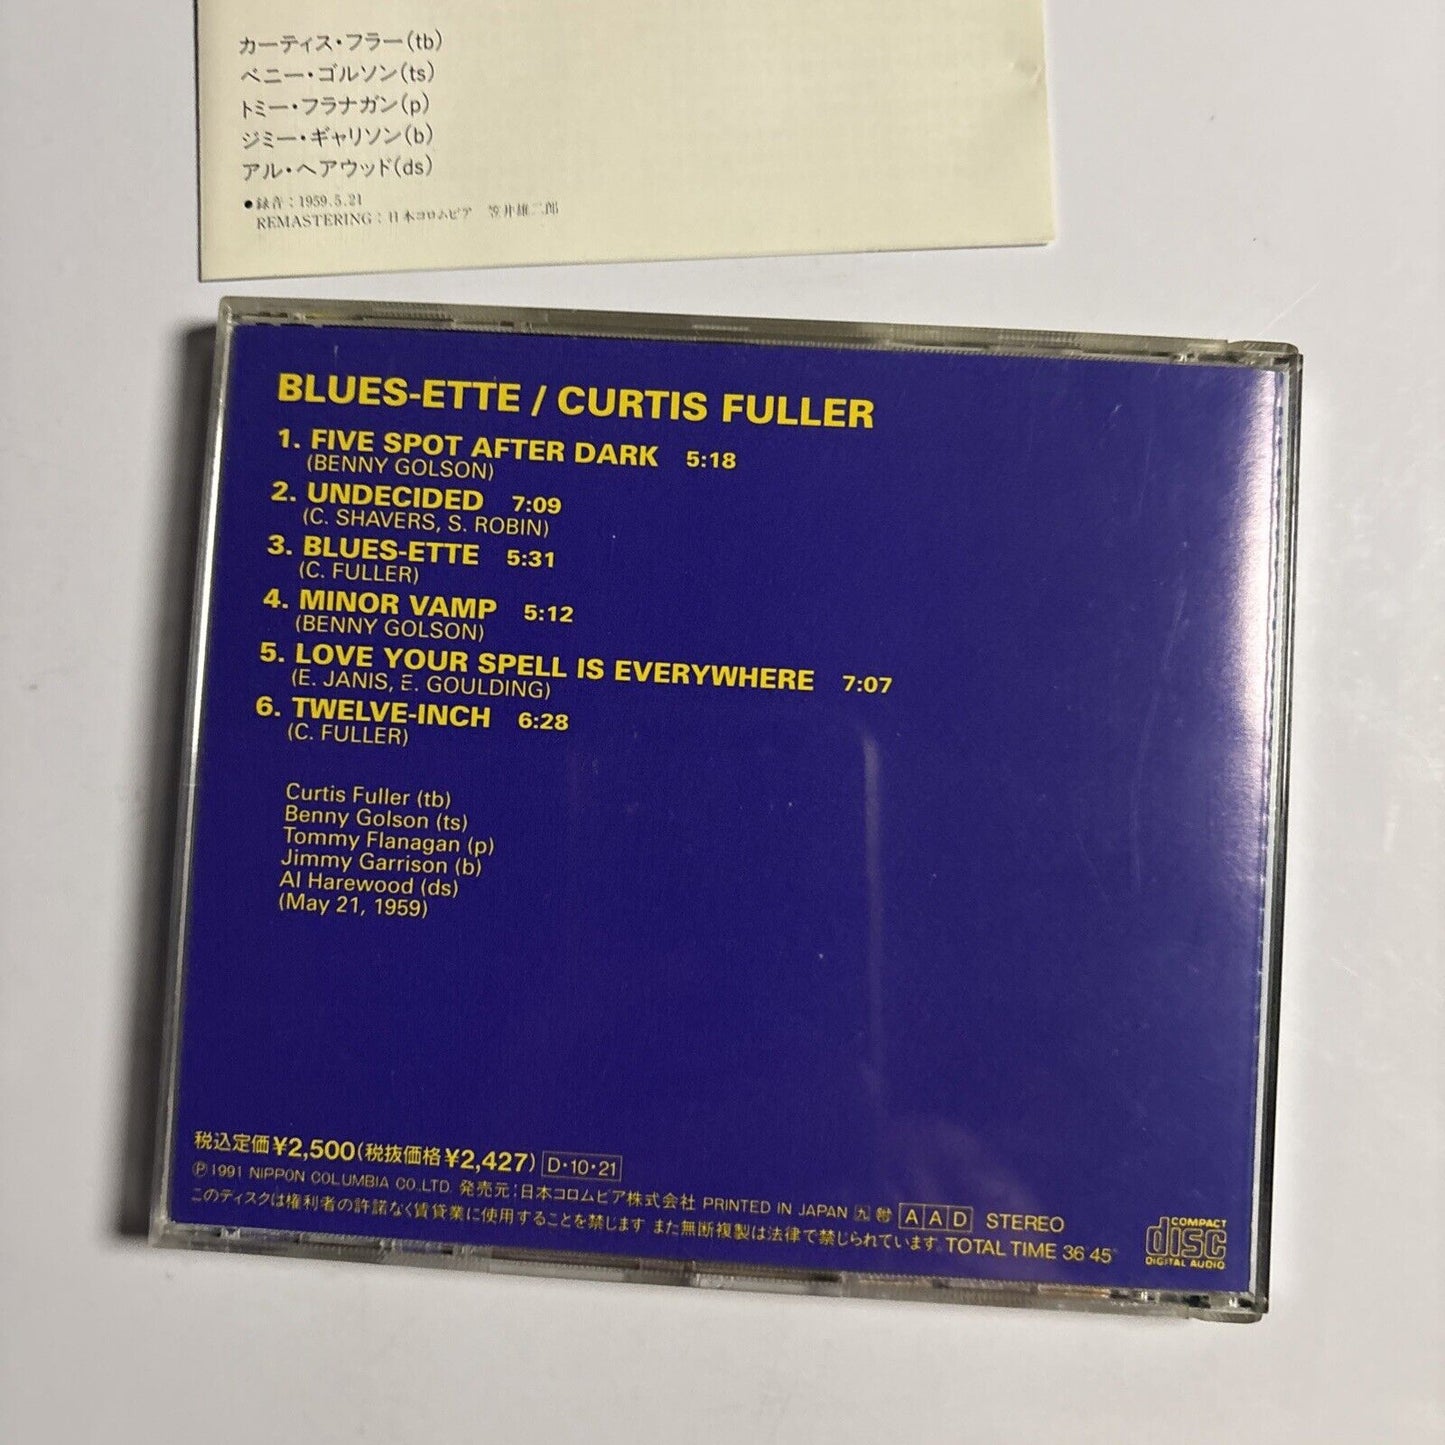 カーティス・フラー(tb)
ベニー・ゴルソン(ts)
トミー・フラナガン(p)
ジミー・ギャリソン(b)
アル・ヘアウッド(ds)
●録音：1959.5.21
REMASTERING：日本コロムビア 笠井雄二郎
BLUES-ETTE / CURTIS FULLER
1. FIVE SPOT AFTER DARK 5:18
(BENNY GOLSON)
2. UNDECIDED 7:09
(C. SHAVERS, S. ROBIN)
3. BLUES-ETTE 5:31
(C. FULLER)
4. MINOR VAMP 5:12
(BENNY GOLSON)
5. LOVE YOUR SPELL IS EVERYWHERE 7:07
(E. JANIS, E. GOULDING)
6. TWELVE-INCH 6:28
(C. FULLER)
Curtis Fuller (tb)
Benny Golson (ts)
Tommy Flanagan (p)
Jimmy Garrison (b)
Al Harewood (ds)
(May 21, 1959)
税込定価¥2,500(税抜価格¥2,427) D・10・21
Ⓟ1991 NIPPON COLUMBIA CO.LTD. 発売元：日本コロムビア株式会社 PRINTED IN JAPAN 九 AAD STEREO
このディスクは権利者の許諾なく賃貸業に使用することを禁じます また無断複製は法律で禁じられています。TOTAL TIME 36 45"
COMPACT
disc
DIGITAL AUDIO